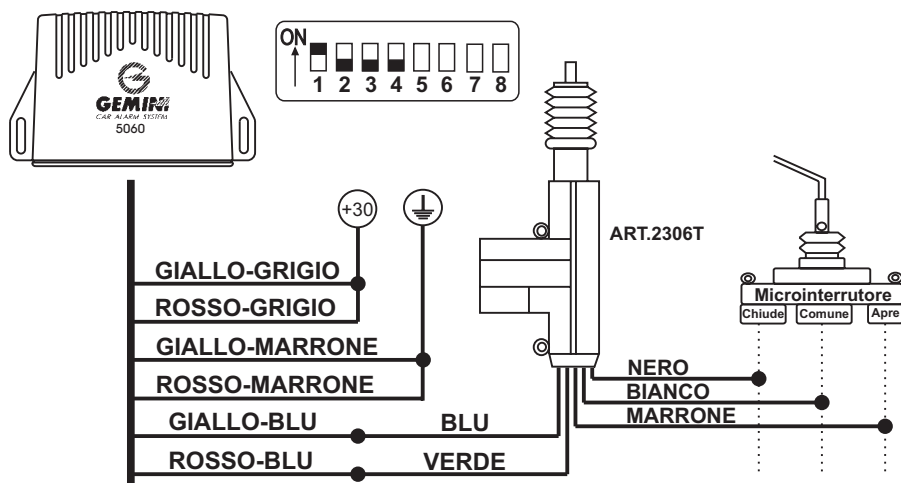 ON
1 2 3 4 5 6 7 8
GEMINI
CAR ALARM SYSTEM
5060
+30
ART.2306T
GIALLO-GRIGIO
ROSSO-GRIGIO
GIALLO-MARRONE
ROSSO-MARRONE
GIALLO-BLU
BLU
ROSSO-BLU
VERDE
Microinterrutore
Chiude
Comune
Apre
NERO
BIANCO
MARRONE